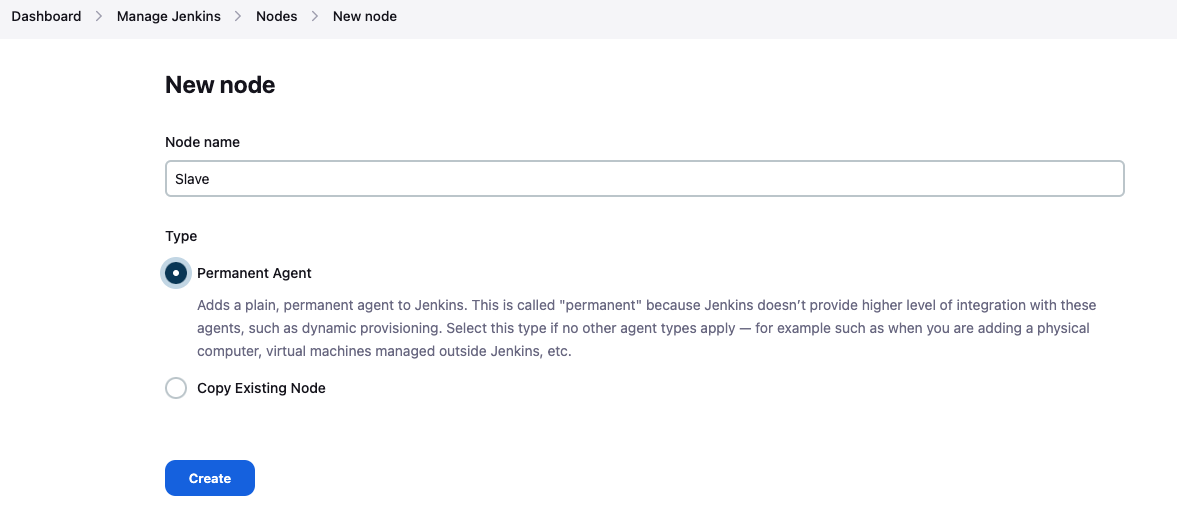 Dashboard > Manage Jenkins > Nodes > New node
New node
Node name
Slave
Type
Permanent Agent
Adds a plain, permanent agent to Jenkins. This is called "permanent" because Jenkins doesn't provide higher level of integration with these
agents, such as dynamic provisioning. Select this type if no other agent types apply — for example such as when you are adding a physical
computer, virtual machines managed outside Jenkins, etc.
Copy Existing Node
Create